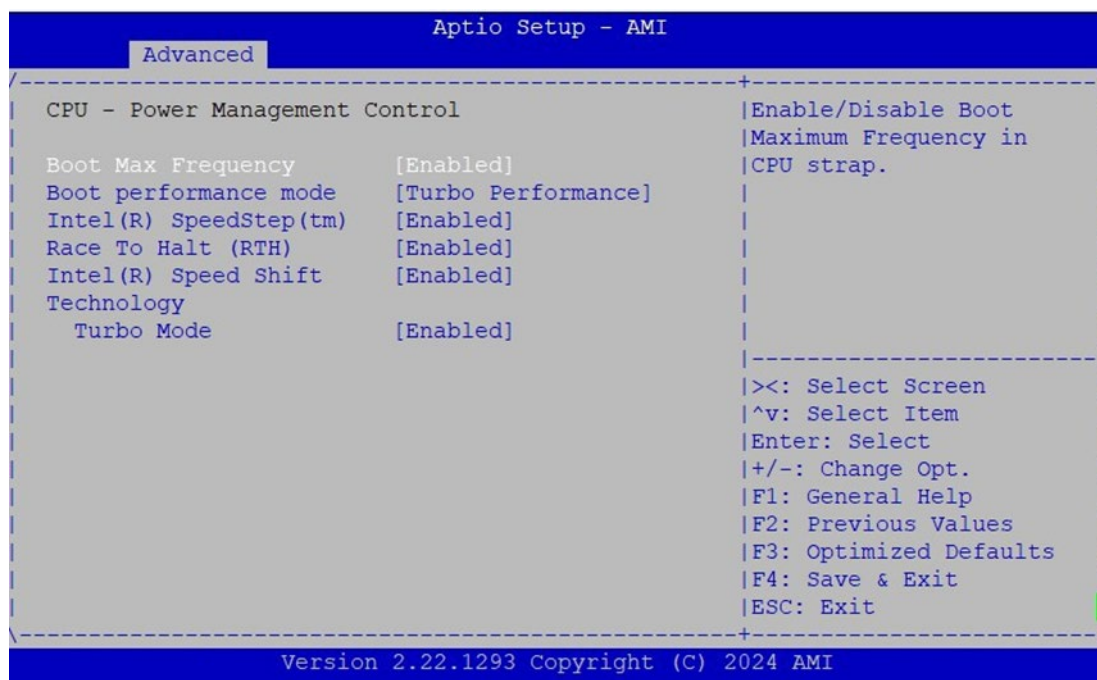 Aptio Setup – AMI
Advanced
CPU – Power Management Control
Boot Max Frequency [Enabled]
Boot performance mode [Turbo Performance]
Intel(R) SpeedStep(tm) [Enabled]
Race To Halt (RTH) [Enabled]
Intel(R) Speed Shift [Enabled]
Technology
Turbo Mode [Enabled]
Enable/Disable Boot
Maximum Frequency in
CPU strap.
><: Select Screen
^v: Select Item
Enter: Select
+/-: Change Opt.
F1: General Help
F2: Previous Values
F3: Optimized Defaults
F4: Save & Exit
ESC: Exit
Version 2.22.1293 Copyright (C) 2024 AMI